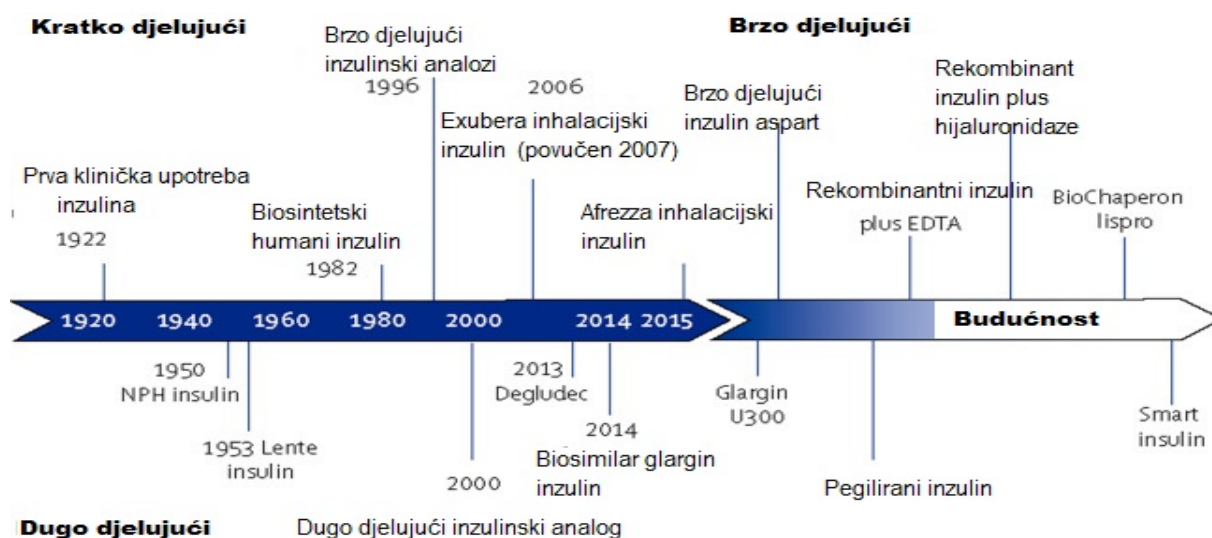 Kratko djelujući
Brzo djelujući
Brzo djelujući
inzulinski analozi
1996
2006
Exubera inhalacijski
inzulin (povučen 2007)
Brzo djelujući
inzulin aspart
Rekombinant
inzulin plus
hijaluronidaze
Prva klinička upotreba
inzulina
1922
Biosintetski
humani inzulin
1982
Afrezza inhalacijski
inzulin
Rekombinantni inzulin
plus EDTA
BioChaperon
lispro
1920 1940 1960 1980 2000 2014 2015 Budućnost
1950
NPH insulin
1953 Lente
insulin
2000
2013
Degludec
2014
Biosimilar glargin
inzulin
Glargin
U300
Pegilirani inzulin
Smart
insulin
Dugo djelujući
Dugo djelujući inzulinski analog